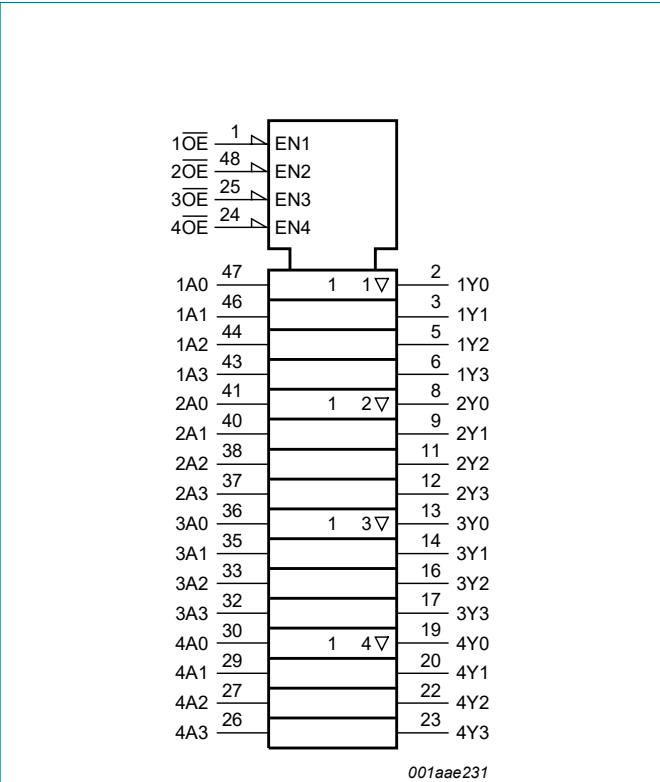 1O̅E̅ 1 EN1
2O̅E̅ 48 EN2
3O̅E̅ 25 EN3
4O̅E̅ 24 EN4
1A0 47 1 1▽ 2 1Y0
1A1 46 3 1Y1
1A2 44 5 1Y2
1A3 43 6 1Y3
2A0 41 1 2▽ 8 2Y0
2A1 40 9 2Y1
2A2 38 11 2Y2
2A3 37 12 2Y3
3A0 36 1 3▽ 13 3Y0
3A1 35 14 3Y1
3A2 33 16 3Y2
3A3 32 17 3Y3
4A0 30 1 4▽ 19 4Y0
4A1 29 20 4Y1
4A2 27 22 4Y2
4A3 26 23 4Y3
001aae231